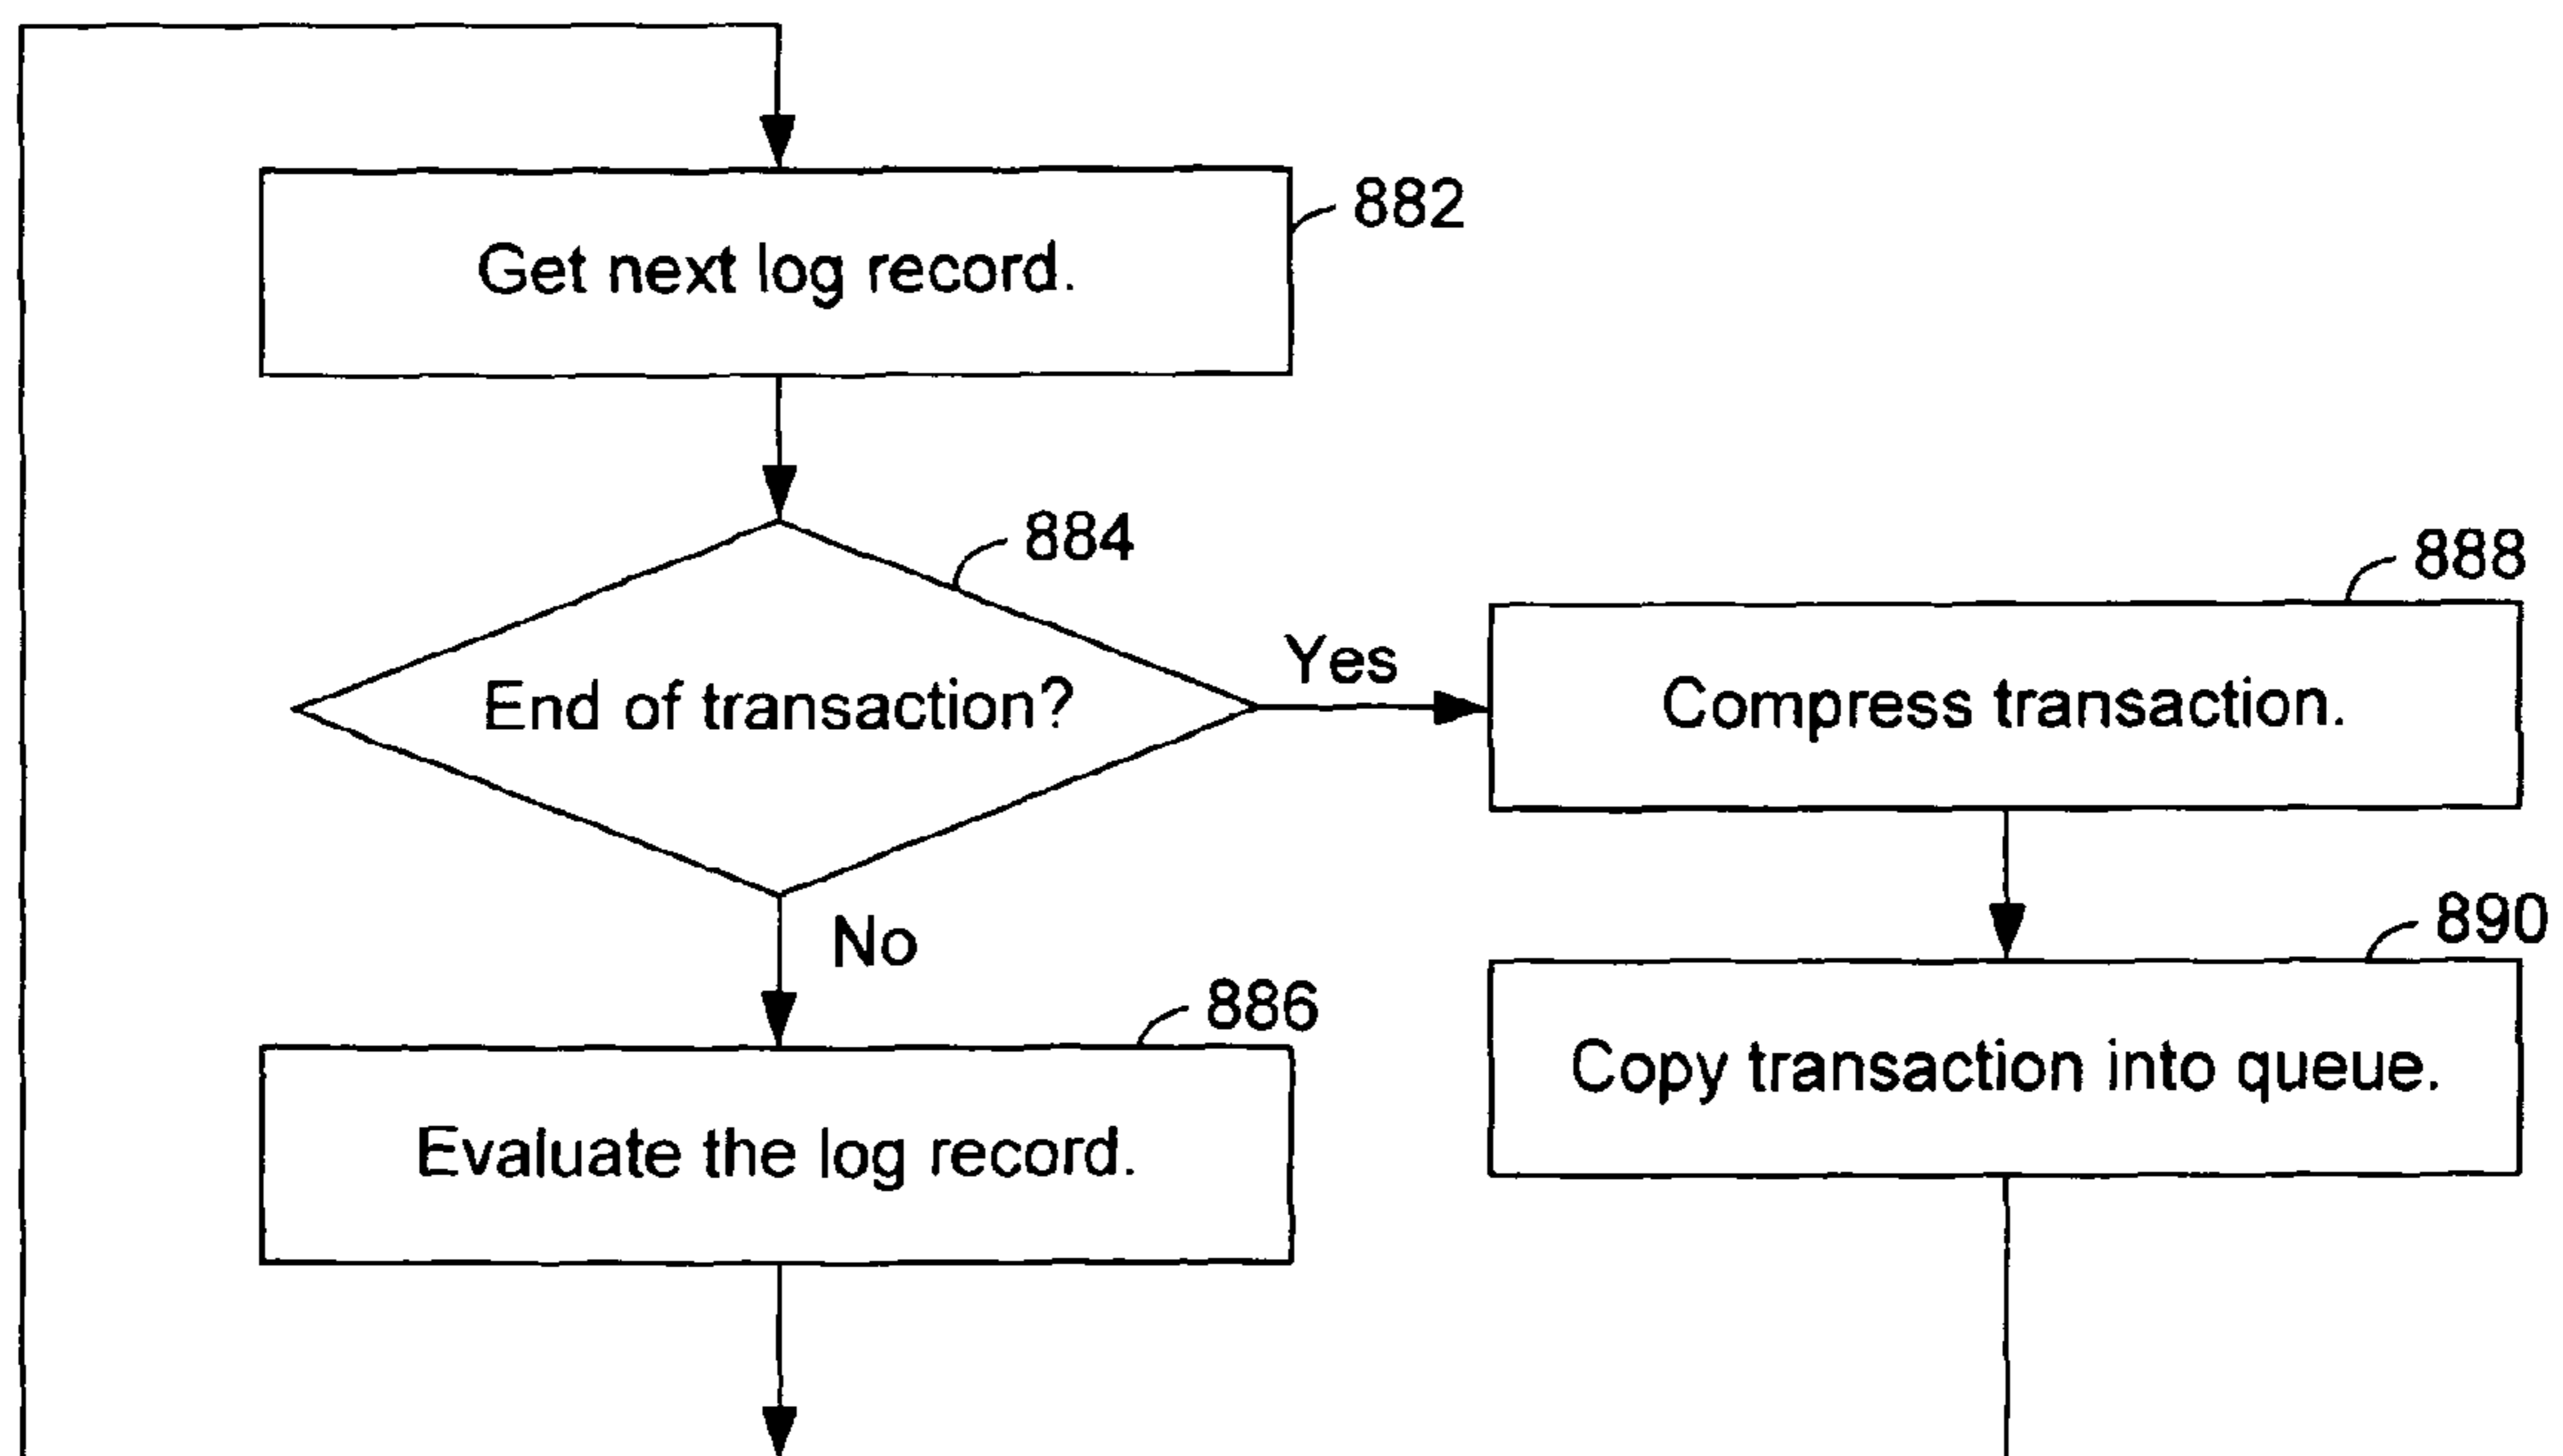 882
Get next log record.
884
End of transaction?
Yes
888
Compress transaction.
No
890
Copy transaction into queue.
886
Evaluate the log record.